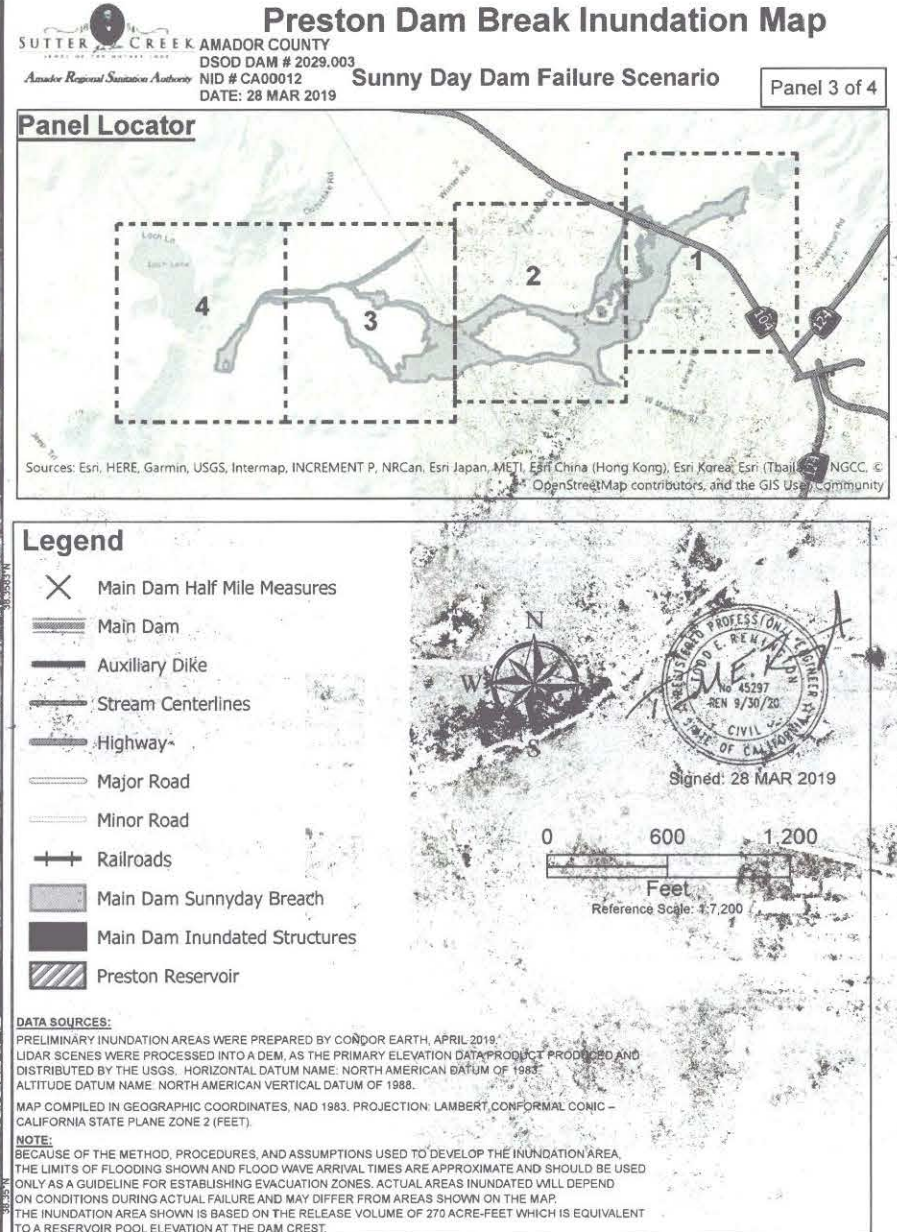 Preston Dam Break Inundation Map
SUTTER CREEK
Amador Regional Sanitation Authority
AMADOR COUNTY
DSOD DAM # 2029.003
NID # CA00012
DATE: 28 MAR 2019
Sunny Day Dam Failure Scenario
Panel 3 of 4
Panel Locator
Loch Ln
1
2
3
4
104
124
Sources: Esri, HERE, Garmin, USGS, Intermap, INCREMENT P, NRCan, Esri Japan, METI, Esri China (Hong Kong), Esri Korea, Esri NGCC, ©
OpenStreetMap contributors, and the GIS User Community
Legend
Main Dam Half Mile Measures
Main Dam
Auxiliary Dike
Stream Centerlines
Highway
Major Road
Minor Road
Railroads
Main Dam Sunnyday Breach
Main Dam Inundated Structures
Preston Reservoir
N
W
S
REGISTERED PROFESSIONAL ENGINEER
TODD E.
No 45297
REN 9/30/20
CIVIL
STATE OF CALIFORNIA
Signed: 28 MAR 2019
0 600 1,200
Feet
Reference Scale: 1:7,200
DATA SOURCES:
PRELIMINARY INUNDATION AREAS WERE PREPARED BY CONDOR EARTH, APRIL 2019.
LIDAR SCENES WERE PROCESSED INTO A DEM, AS THE PRIMARY ELEVATION DATA PRODUCT PRODUCED AND
DISTRIBUTED BY THE USGS. HORIZONTAL DATUM NAME: NORTH AMERICAN DATUM OF 1983
ALTITUDE DATUM NAME: NORTH AMERICAN VERTICAL DATUM OF 1988.
MAP COMPILED IN GEOGRAPHIC COORDINATES, NAD 1983. PROJECTION: LAMBERT CONFORMAL CONIC –
CALIFORNIA STATE PLANE ZONE 2 (FEET).
NOTE:
BECAUSE OF THE METHOD, PROCEDURES, AND ASSUMPTIONS USED TO DEVELOP THE INUNDATION AREA,
THE LIMITS OF FLOODING SHOWN AND FLOOD WAVE ARRIVAL TIMES ARE APPROXIMATE AND SHOULD BE USED
ONLY AS A GUIDELINE FOR ESTABLISHING EVACUATION ZONES. ACTUAL AREAS INUNDATED WILL DEPEND
ON CONDITIONS DURING ACTUAL FAILURE AND MAY DIFFER FROM AREAS SHOWN ON THE MAP.
THE INUNDATION AREA SHOWN IS BASED ON THE RELEASE VOLUME OF 270 ACRE-FEET WHICH IS EQUIVALENT
TO A RESERVOIR POOL ELEVATION AT THE DAM CREST.